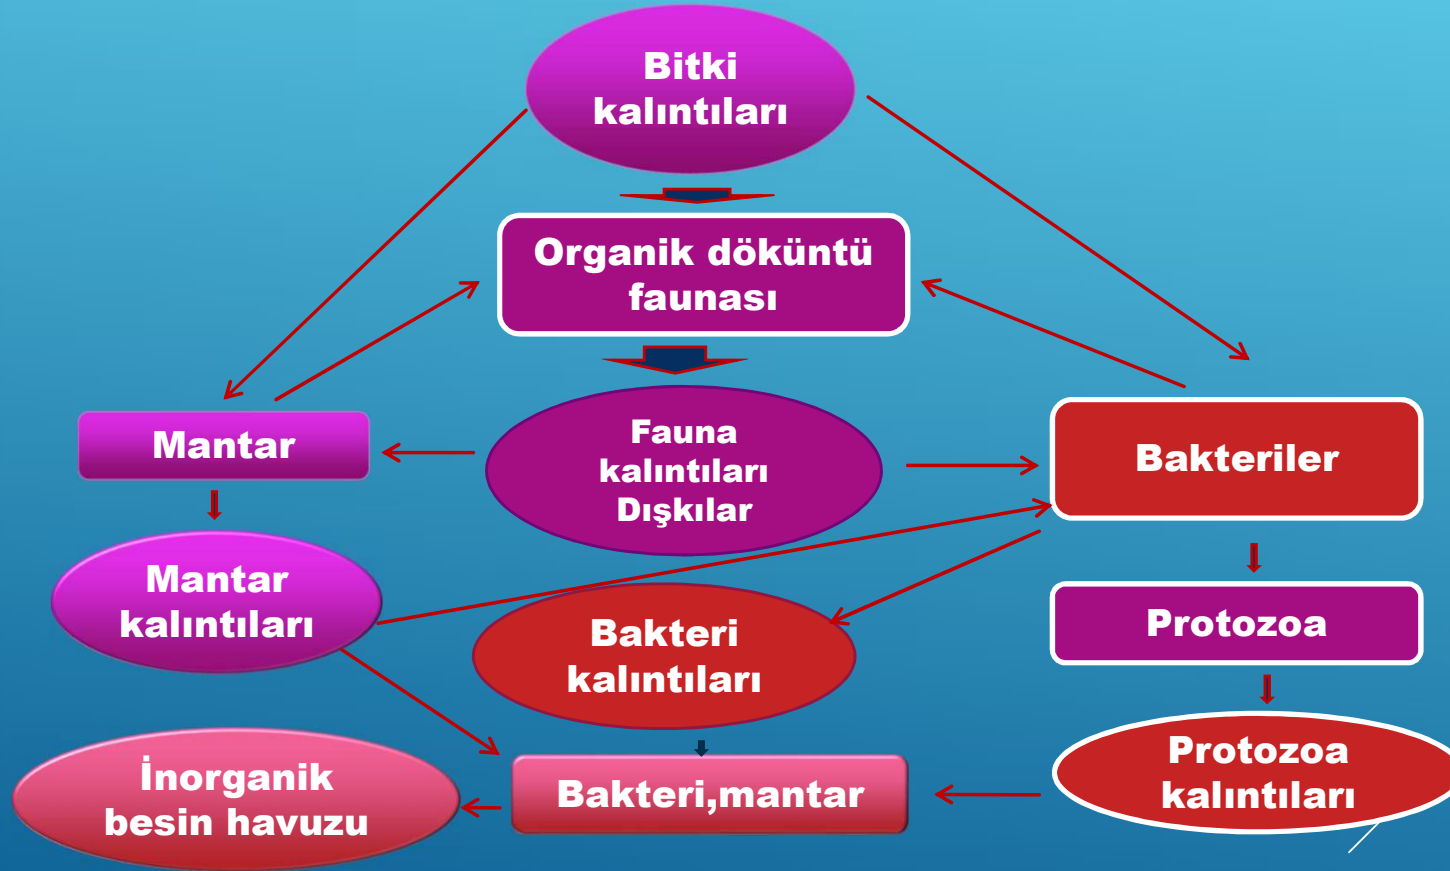 Bitki
kalıntıları
Organik döküntü
faunası
Mantar
Fauna
kalıntıları
Dışkılar
Bakteriler
Mantar
kalıntıları
Bakteri
kalıntıları
Protozoa
İnorganik
besin havuzu
Bakteri,mantar
Protozoa
kalıntıları